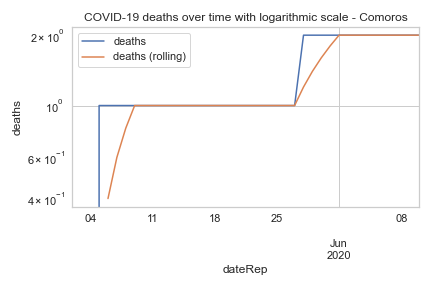 COVID-19 deaths over time with logarithmic scale - Comoros
deaths
deaths (rolling)
2 × 10⁰
10⁰
6 × 10⁻¹
4 × 10⁻¹
deaths
04 11 18 25 08
Jun
2020
dateRep